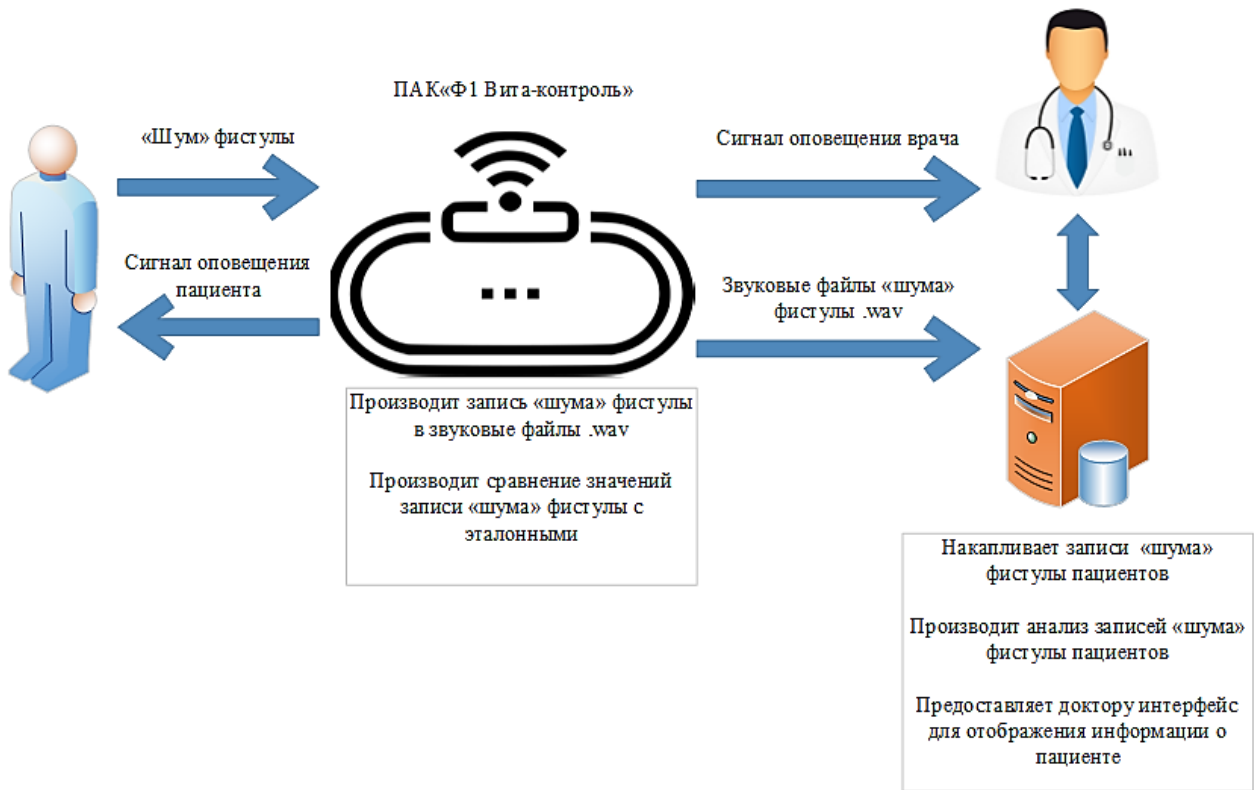 ПАК«Ф1 Вита-контроль»
«Шум» фистулы
Сигнал оповещения врача
Сигнал оповещения
пациента
Звуковые файлы «шума»
фистулы .wav
Производит запись «шума» фистулы
в звуковые файлы .wav
Производит сравнение значений
записи «шума» фистулы с
эталонными
Накапливает записи «шума»
фистулы пациентов
Производит анализ записей «шума»
фистулы пациентов
Предоставляет доктору интерфейс
для отображения информации о
пациенте